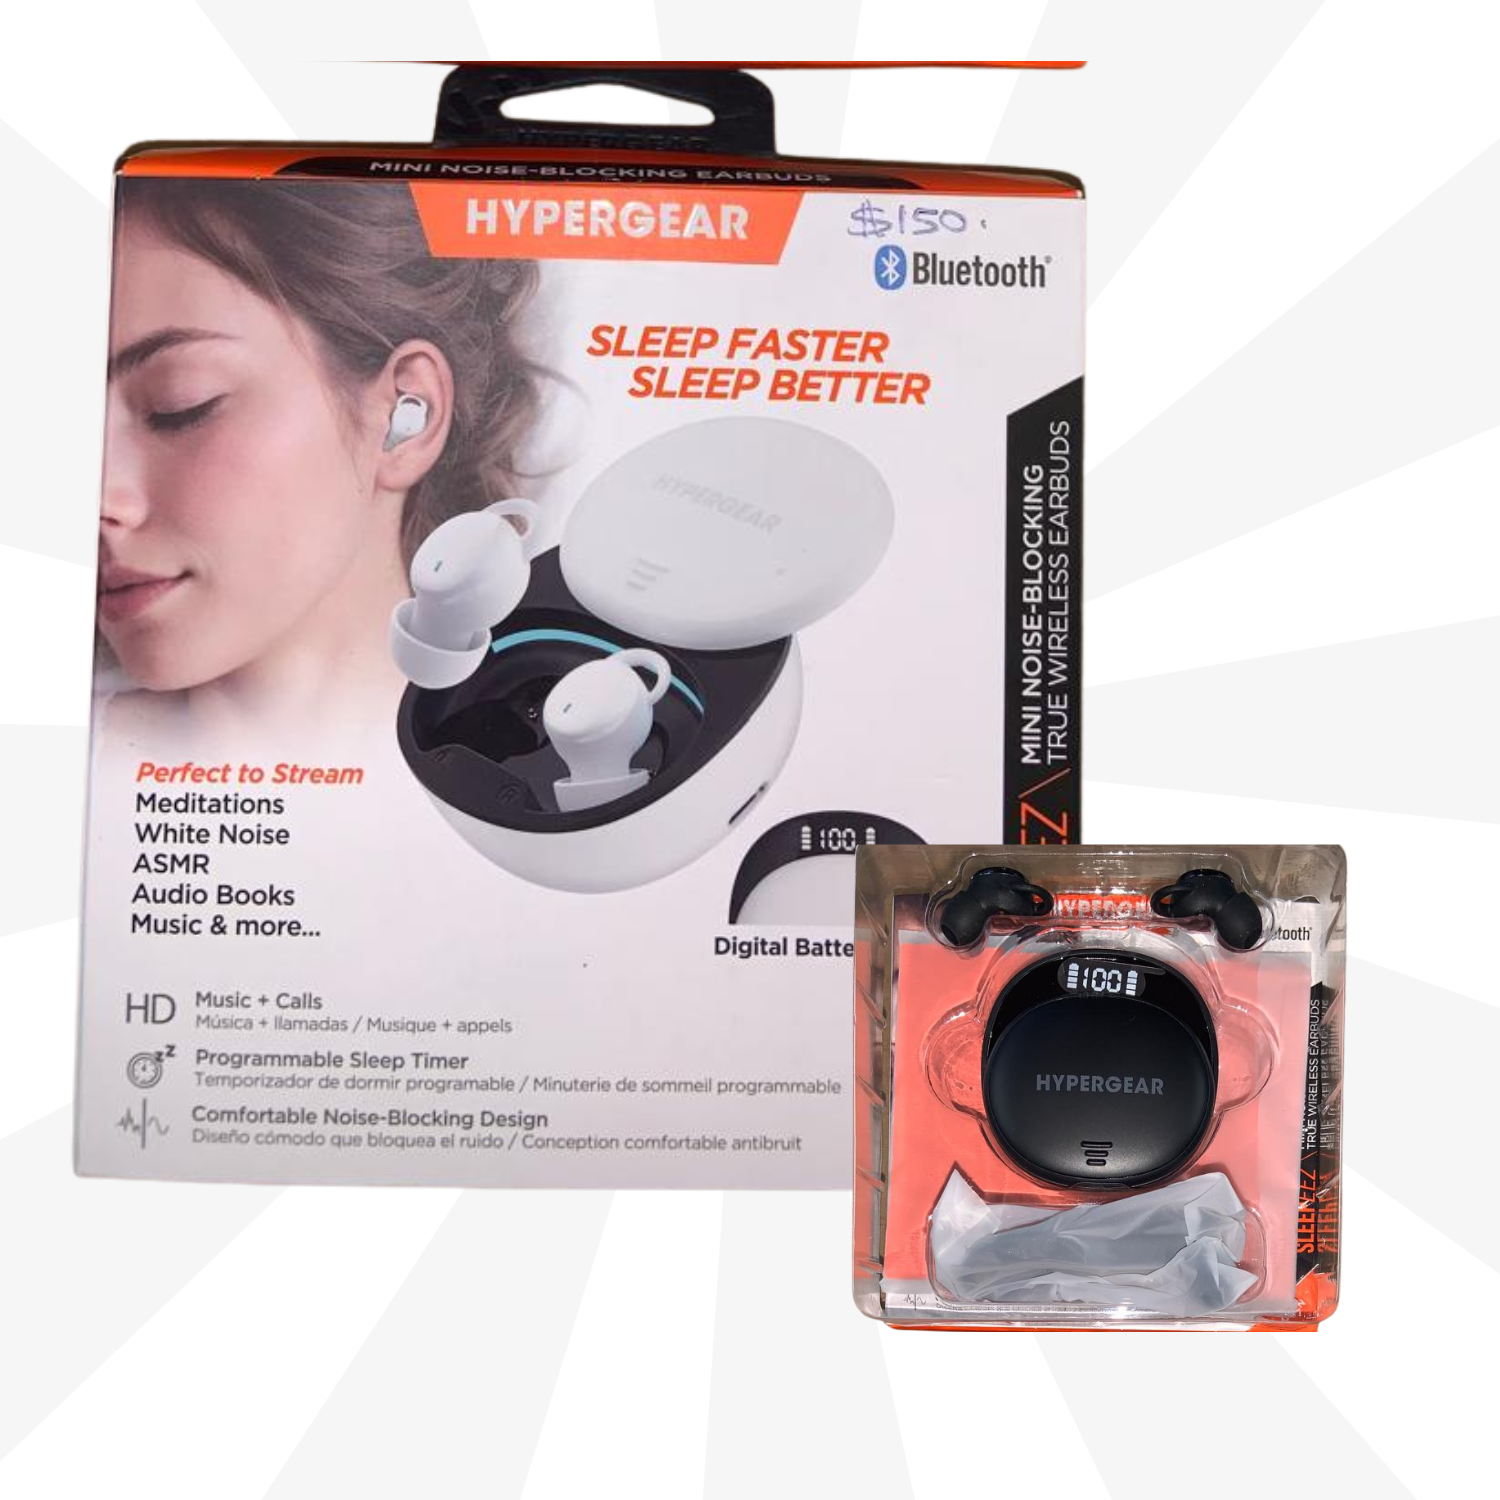 HYPERGEAR
MINI NOISE-BLOCKING EARBUDS
HYPERGEAR
$150.
Bluetooth®
SLEEP FASTER
SLEEP BETTER
HYPERGEAR
MINI NOISE-BLOCKING
TRUE WIRELESS EARBUDS
Perfect to Stream
Meditations
White Noise
ASMR
Audio Books
Music & more...
100
Digital Batte
HD
Music + Calls
Música + llamadas / Musique + appels
zzZ
Programmable Sleep Timer
Temporizador de dormir programable / Minuterie de sommeil programmable
Comfortable Noise-Blocking Design
Diseño cómodo que bloquea el ruido / Conception comfortable antibruit
100
HYPERGEAR
TRUE WIRELESS EARBUDS
SLEEPEZ